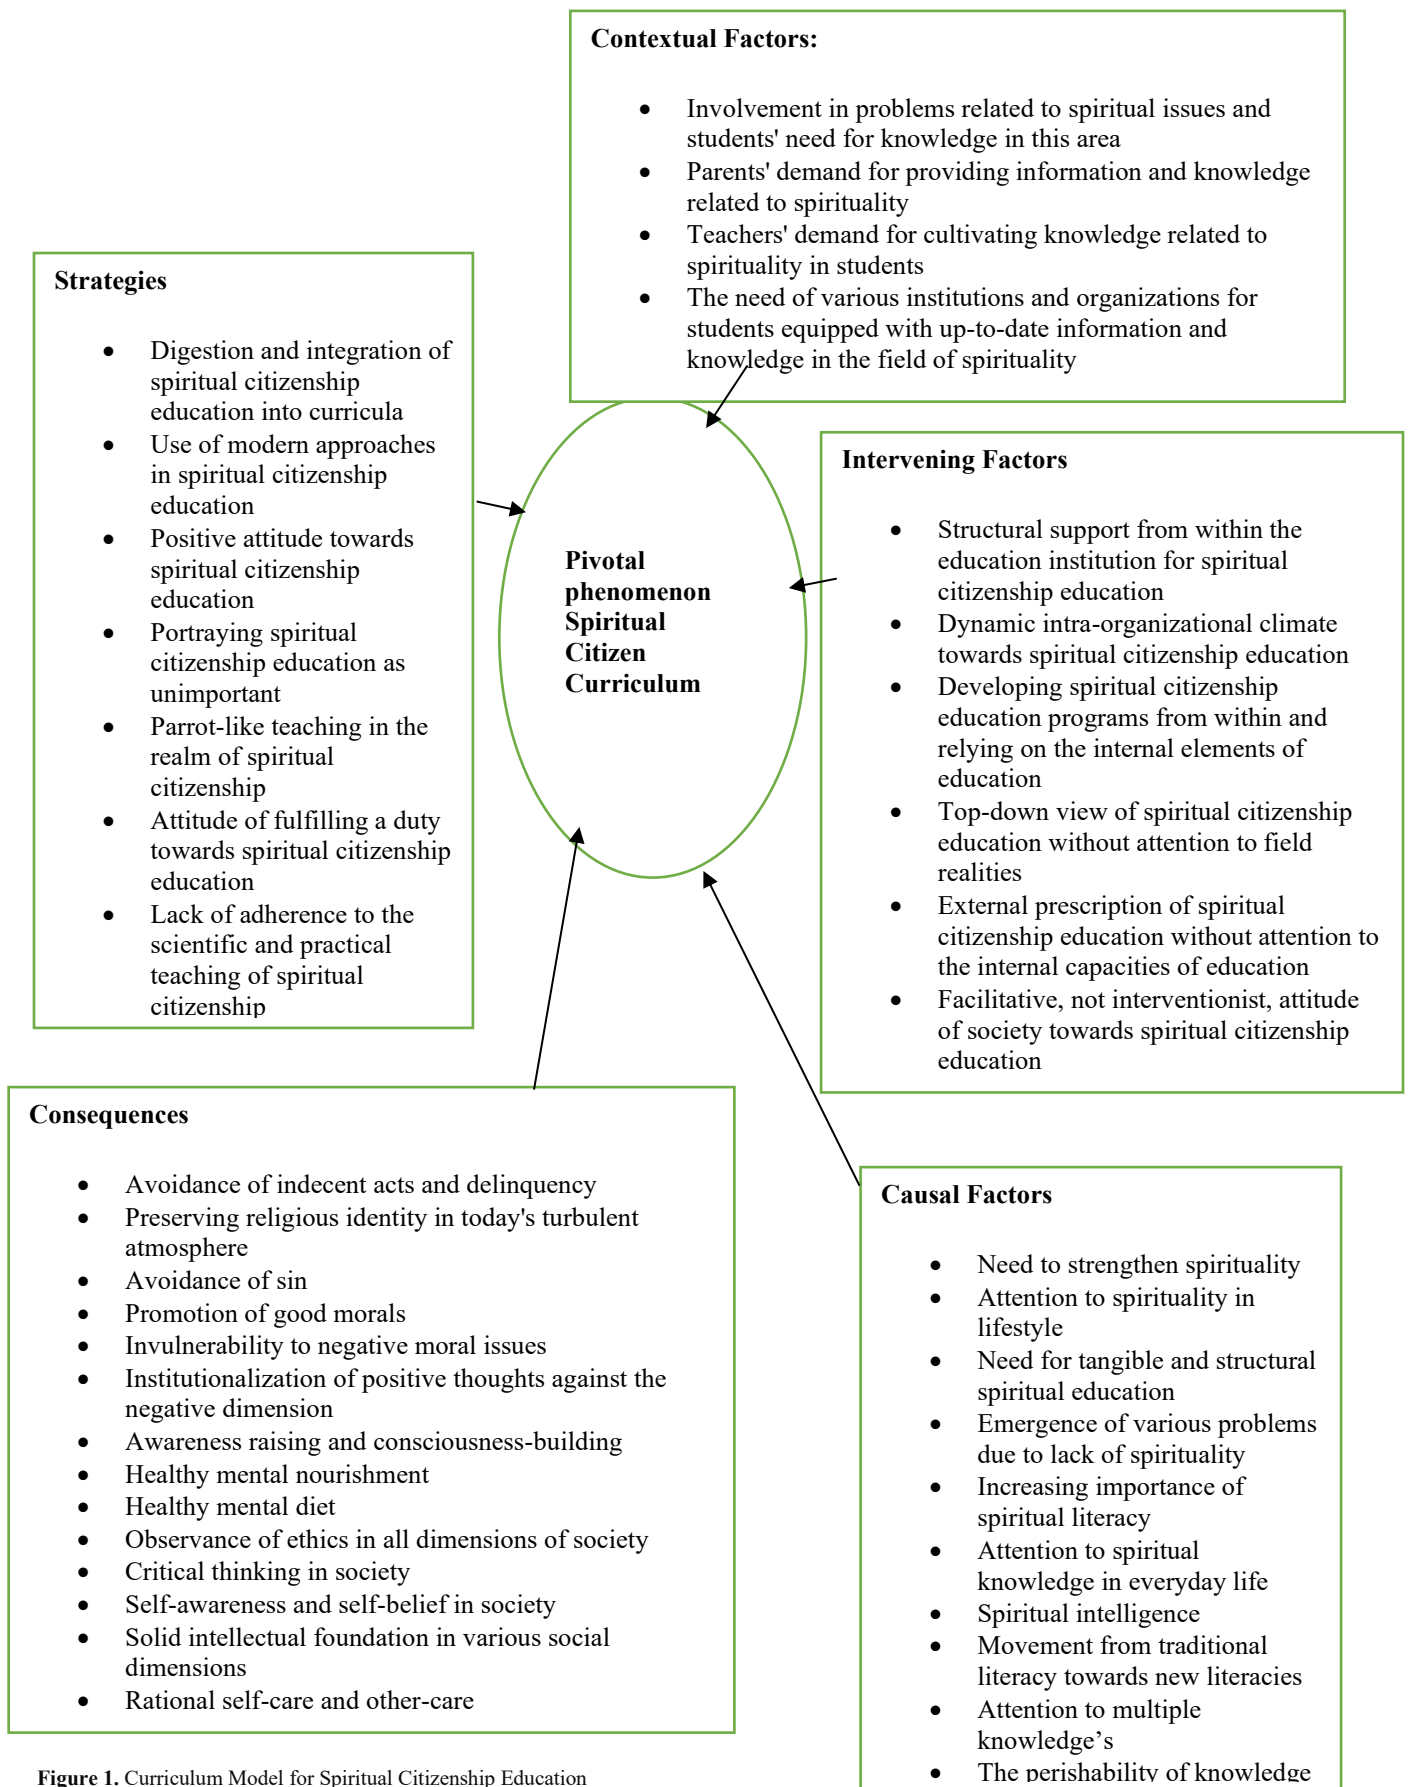 Contextual Factors:
• Involvement in problems related to spiritual issues and
students' need for knowledge in this area
• Parents' demand for providing information and knowledge
related to spirituality
• Teachers' demand for cultivating knowledge related to
spirituality in students
• The need of various institutions and organizations for
students equipped with up-to-date information and
knowledge in the field of spirituality
Strategies
• Digestion and integration of
spiritual citizenship
education into curricula
• Use of modern approaches
in spiritual citizenship
education
• Positive attitude towards
spiritual citizenship
education
• Portraying spiritual
citizenship education as
unimportant
• Parrot-like teaching in the
realm of spiritual
citizenship
• Attitude of fulfilling a duty
towards spiritual citizenship
education
• Lack of adherence to the
scientific and practical
teaching of spiritual
citizenship
Pivotal
phenomenon
Spiritual
Citizen
Curriculum
Intervening Factors
• Structural support from within the
education institution for spiritual
citizenship education
• Dynamic intra-organizational climate
towards spiritual citizenship education
• Developing spiritual citizenship
education programs from within and
relying on the internal elements of
education
• Top-down view of spiritual citizenship
education without attention to field
realities
• External prescription of spiritual
citizenship education without attention to
the internal capacities of education
• Facilitative, not interventionist, attitude
of society towards spiritual citizenship
education
Consequences
• Avoidance of indecent acts and delinquency
• Preserving religious identity in today's turbulent
atmosphere
• Avoidance of sin
• Promotion of good morals
• Invulnerability to negative moral issues
• Institutionalization of positive thoughts against the
negative dimension
• Awareness raising and consciousness-building
• Healthy mental nourishment
• Healthy mental diet
• Observance of ethics in all dimensions of society
• Critical thinking in society
• Self-awareness and self-belief in society
• Solid intellectual foundation in various social
dimensions
• Rational self-care and other-care
Causal Factors
• Need to strengthen spirituality
• Attention to spirituality in
lifestyle
• Need for tangible and structural
spiritual education
• Emergence of various problems
due to lack of spirituality
• Increasing importance of
spiritual literacy
• Attention to spiritual
knowledge in everyday life
• Spiritual intelligence
• Movement from traditional
literacy towards new literacies
• Attention to multiple
knowledge’s
• The perishability of knowledge
Figure 1. Curriculum Model for Spiritual Citizenship Education